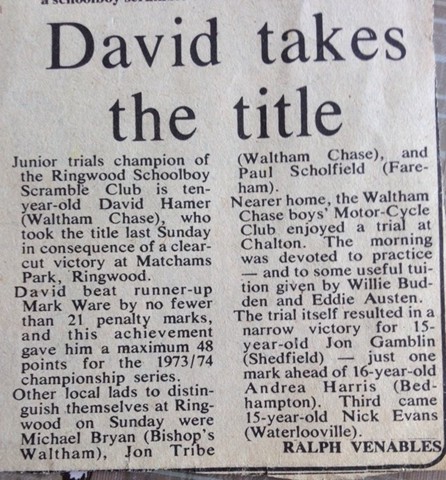 a schoolboy
David takes
the title
Junior trials champion of
the Ringwood Schoolboy
Scramble Club is ten-
year-old David Hamer
(Waltham Chase), who
took the title last Sunday
in consequence of a clear-
cut victory at Matchams
Park, Ringwood.
David beat runner-up
Mark Ware by no fewer
than 21 penalty marks,
and this achievement
gave him a maximum 48
points for the 1973/74
championship series.
Other local lads to distin-
guish themselves at Ring-
wood on Sunday were
Michael Bryan (Bishop's
Waltham), Jon Tribe
(Waltham Chase), and
Paul Scholfield (Fare-
ham).
Nearer home, the Waltham
Chase boys' Motor-Cycle
Club enjoyed a trial at
Chalton. The morning
was devoted to practice
— and to some useful tui-
tion given by Willie Bud-
den and Eddie Austen.
The trial itself resulted in a
narrow victory for 15-
year-old Jon Gamblin
(Shedfield) — just one
mark ahead of 16-year-old
Andrea Harris (Bed-
hampton). Third came
15-year-old Nick Evans
(Waterlooville).
RALPH VENABLES